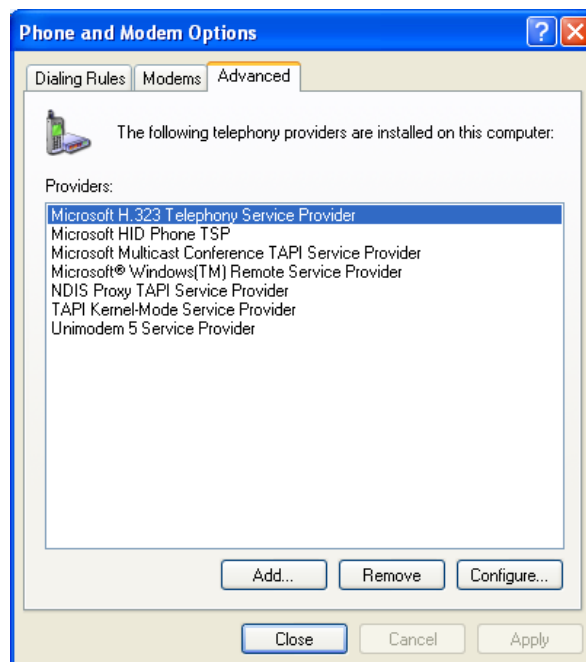 Phone and Modem Options
Dialing Rules Modems Advanced
The following telephony providers are installed on this computer:
Providers:
Microsoft H.323 Telephony Service Provider
Microsoft HID Phone TSP
Microsoft Multicast Conference TAPI Service Provider
Microsoft® Windows(TM) Remote Service Provider
NDIS Proxy TAPI Service Provider
TAPI Kernel-Mode Service Provider
Unimodem 5 Service Provider
Add... Remove Configure...
Close Cancel Apply